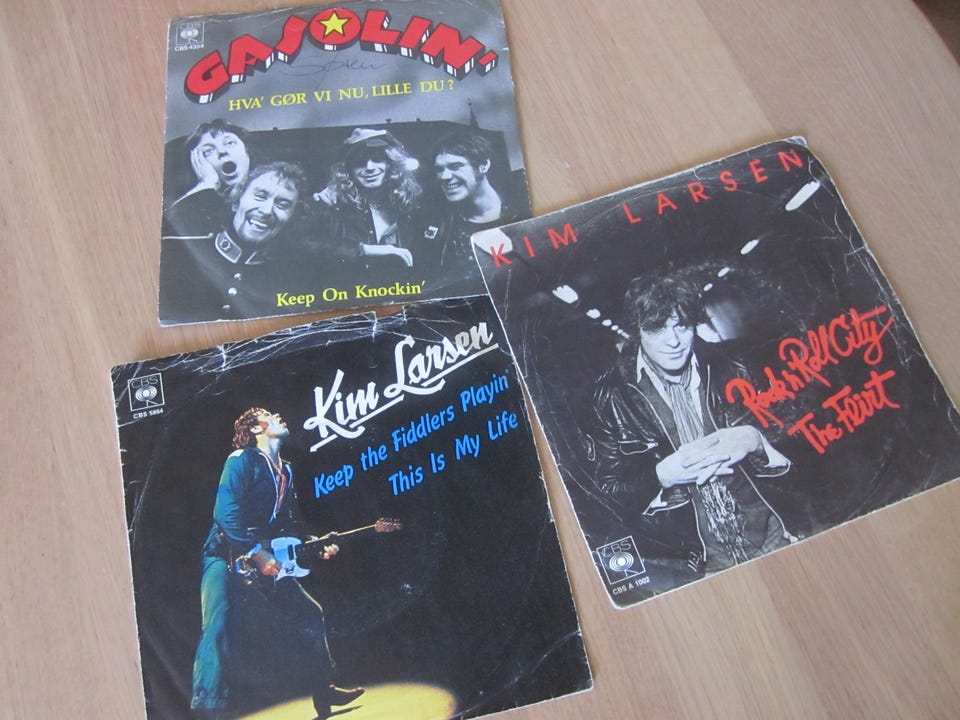 CBS
CBS 4354
GASOLIN'
HVA' GØR VI NU, LILLE DU?
Keep On Knockin'
KIM LARSEN
Rock'n Roll City
The Flirt
CBS
CBS A 1002
CBS
CBS 5864
Kim Larsen
Keep the Fiddlers Playin'
This Is My Life